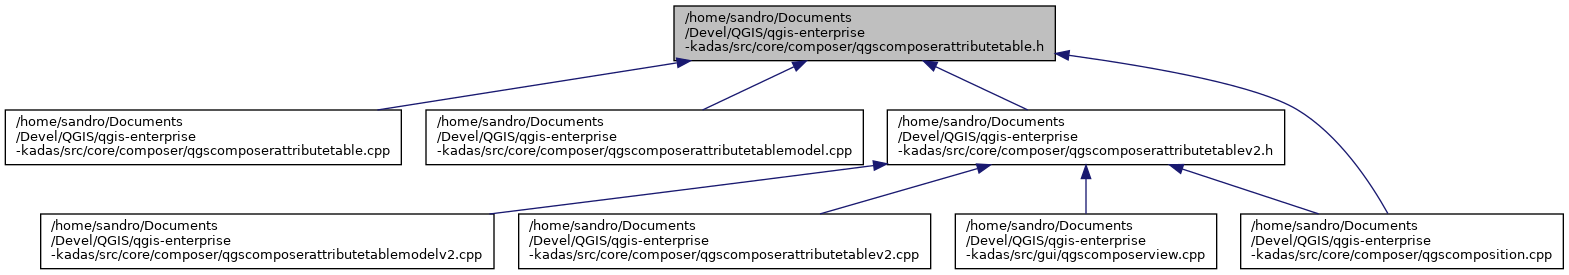 /home/sandro/Documents
/Devel/QGIS/qgis-enterprise
-kadas/src/core/composer/qgscomposerattributetable.h
/home/sandro/Documents
/Devel/QGIS/qgis-enterprise
-kadas/src/core/composer/qgscomposerattributetable.cpp
/home/sandro/Documents
/Devel/QGIS/qgis-enterprise
-kadas/src/core/composer/qgscomposerattributetablemodel.cpp
/home/sandro/Documents
/Devel/QGIS/qgis-enterprise
-kadas/src/core/composer/qgscomposerattributetablev2.h
/home/sandro/Documents
/Devel/QGIS/qgis-enterprise
-kadas/src/core/composer/qgscomposerattributetablemodelv2.cpp
/home/sandro/Documents
/Devel/QGIS/qgis-enterprise
-kadas/src/core/composer/qgscomposerattributetablev2.cpp
/home/sandro/Documents
/Devel/QGIS/qgis-enterprise
-kadas/src/gui/qgscomposerview.cpp
/home/sandro/Documents
/Devel/QGIS/qgis-enterprise
-kadas/src/core/composer/qgscomposition.cpp